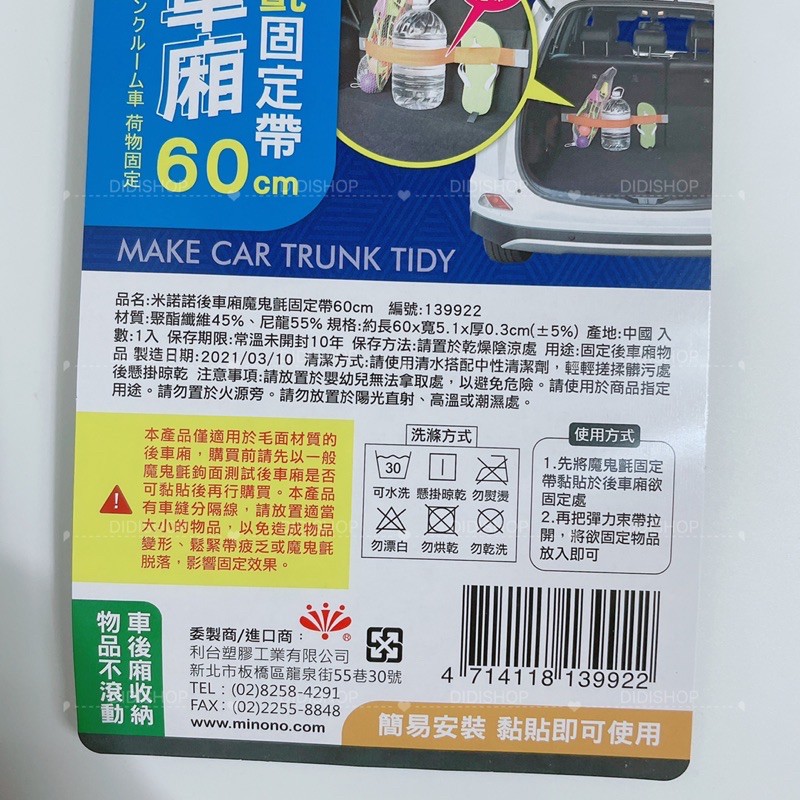 氈固定帶
車廂
ンクルーム車 荷物固定
60cm
DIDISHOP DIDISHOP DIDISHOP
MAKE CAR TRUNK TIDY
品名:米諾諾後車廂魔鬼氈固定帶60cm 編號:139922
材質:聚酯纖維45%、尼龍55% 規格:約長60x寬5.1x厚0.3cm(±5%) 產地:中國 入
數:1入 保存期限:常溫未開封10年 保存方法:請置於乾燥陰涼處 用途:固定後車廂物
品 製造日期:2021/03/10 清潔方式:請使用清水搭配中性清潔劑，輕輕搓揉髒污處
後懸掛晾乾 注意事項:請放置於嬰幼兒無法拿取處，以避免危險。請使用於商品指定
用途。請勿置於火源旁。請勿放置於陽光直射、高溫或潮濕處。
本產品僅適用於毛面材質的
後車廂，購買前請先以一般
魔鬼氈鉤面測試後車廂是否
可黏貼後再行購買。本產品
有車縫分隔線，請放置適當
大小的物品，以免造成物品
變形、鬆緊帶疲乏或魔鬼氈
脫落，影響固定效果。
洗滌方式
30
可水洗 懸掛晾乾 勿熨燙
勿漂白 勿烘乾 勿乾洗
使用方式
1.先將魔鬼氈固定
帶黏貼於後車廂欲
固定處
2.再把彈力束帶拉
開，將欲固定物品
放入即可
車後廂收納
物品不滾動
委製商/進口商：
利台塑膠工業有限公司
新北市板橋區龍泉街55巷30號
TEL：(02)8258-4291
FAX：(02)2255-8848
www.minono.com
4 714118 139922
簡易安裝 黏貼即可使用